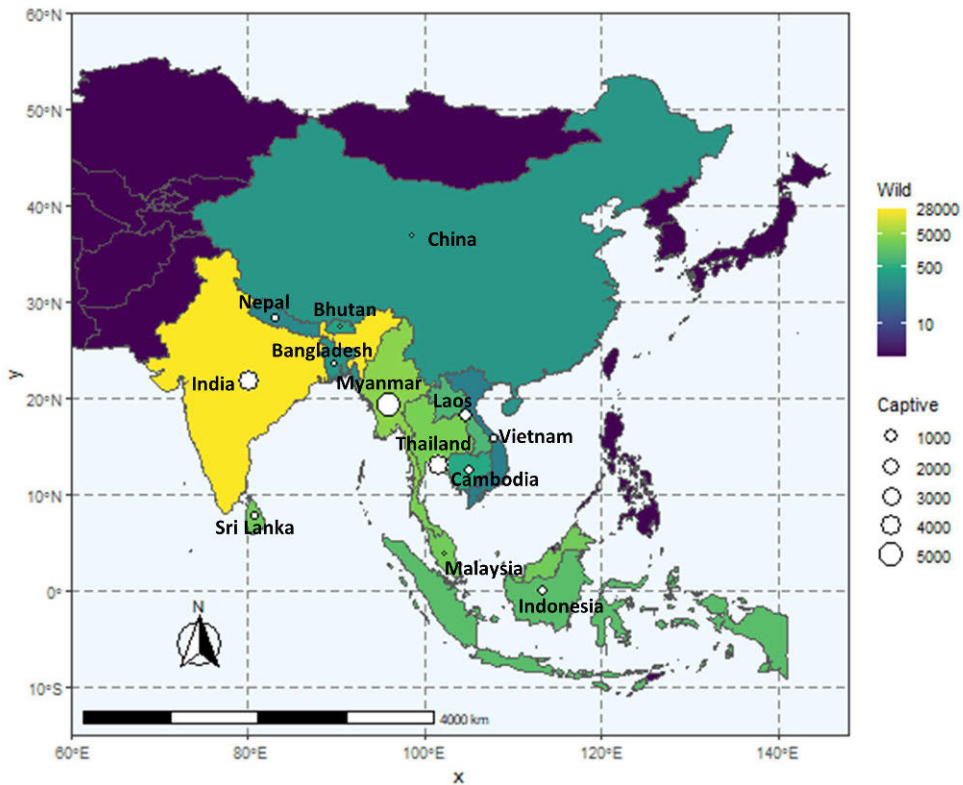 60°N
50°N
40°N
30°N
20°N
10°N
0°
10°S
y
China
Nepal
Bhutan
Bangladesh
India
Myanmar
Laos
Vietnam
Thailand
Cambodia
Sri Lahka
Malaysia
Indonesia
N
4000 km
60°E
80°E
100°E
120°E
140°E
x
Wild
28000
5000
500
10
Captive
1000
2000
3000
4000
5000